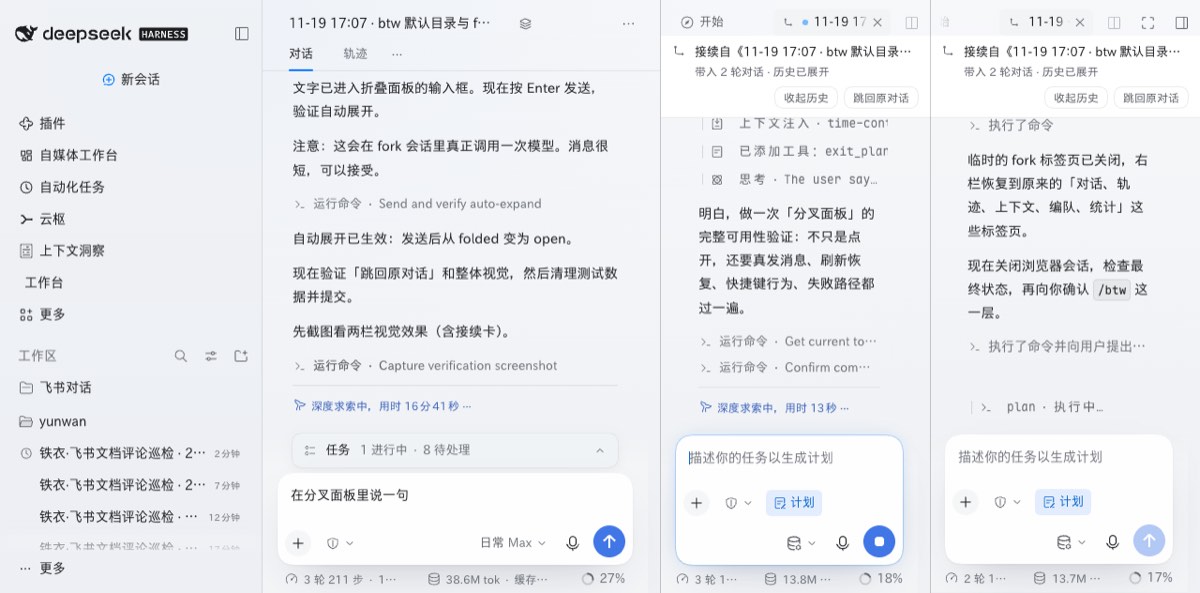 deepseek HARNESS
新会话
插件
自媒体工作台
自动化任务
云枢
上下文洞察
工作台
更多
工作区
飞书对话
yunwan
铁衣·飞书文档评论巡检 · 2··· 2分钟
铁衣·飞书文档评论巡检 · 2··· 7分钟
铁衣·飞书文档评论巡检 · ··· 12分钟
铁衣·飞书文档评论巡检 · 2···
··· 更多
11-19 17:07 · btw 默认目录与 f···
对话 轨迹 ···
文字已进入折叠面板的输入框。现在按 Enter 发送，
验证自动展开。
注意：这会在 fork 会话里真正调用一次模型。消息很
短，可以接受。
>_ 运行命令 · Send and verify auto-expand
自动展开已生效：发送后从 folded 变为 open。
现在验证「跳回原对话」和整体视觉，然后清理测试数
据并提交。
先截图看两栏视觉效果（含接续卡）。
>_ 运行命令 · Capture verification screenshot
深度求索中，用时 16分41秒 ···
任务 1 进行中 · 8 待处理
在分叉面板里说一句
日常 Max
3 轮 211 步 · 1··· 38.6M tok · 缓存··· 27%
开始 11-19 17
接续自《11-19 17:07 · btw 默认目录···
带入 2 轮对话 · 历史已展开
收起历史 跳回原对话
上下文注入 · time-con
已添加工具：exit_plan
思考 · The user say…
明白，做一次「分叉面板」的
完整可用性验证：不只是点
开，还要真发消息、刷新恢
复、快捷键行为、失败路径都
过一遍。
>_ 运行命令 · Get current to···
>_ 运行命令 · Confirm com···
深度求索中，用时 13秒 ···
描述你的任务以生成计划
计划
3 轮 1··· 13.8M ··· 18%
11-19
接续自《11-19 17:07 · btw 默认目录···
带入 2 轮对话 · 历史已展开
收起历史 跳回原对话
>_ 执行了命令
临时的 fork 标签页已关闭，右
栏恢复到原来的「对话、轨
迹、上下文、编队、统计」这
些标签页。
现在关闭浏览器会话，检查最
终状态，再向你确认 /btw 这
一层。
>_ 执行了命令并向用户提出···
>_ plan · 执行中…
描述你的任务以生成计划
计划
2 轮 1··· 13.7M ··· 17%